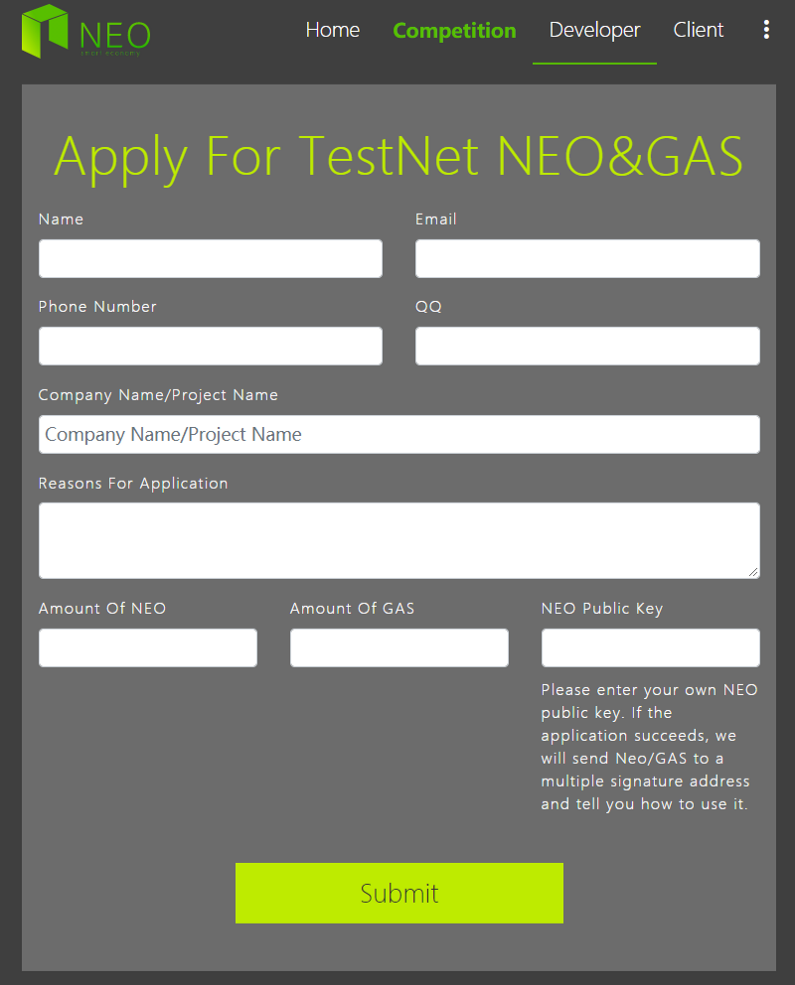 NEO
smart economy
Home Competition Developer Client
Apply For TestNet NEO&GAS
Name Email
Phone Number QQ
Company Name/Project Name
Company Name/Project Name
Reasons For Application
Amount Of NEO Amount Of GAS NEO Public Key
Please enter your own NEO
public key. If the
application succeeds, we
will send Neo/GAS to a
multiple signature address
and tell you how to use it.
Submit